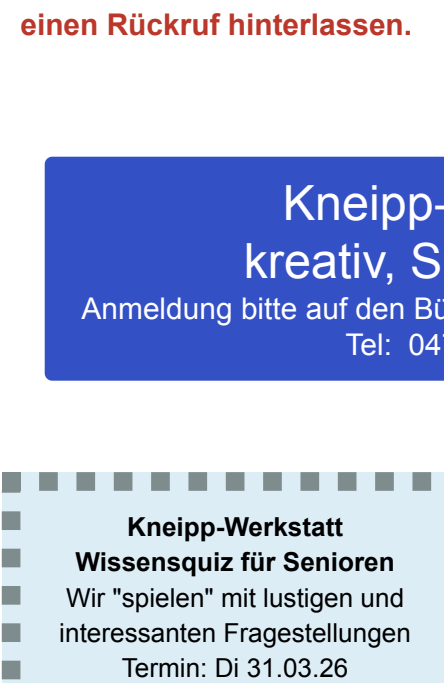 einen Rückruf hinterlassen.
Kneipp-
kreativ, S
Anmeldung bitte auf den Bü
Tel: 04
Kneipp-Werkstatt
Wissensquiz für Senioren
Wir "spielen" mit lustigen und
interessanten Fragestellungen
Termin: Di 31.03.26